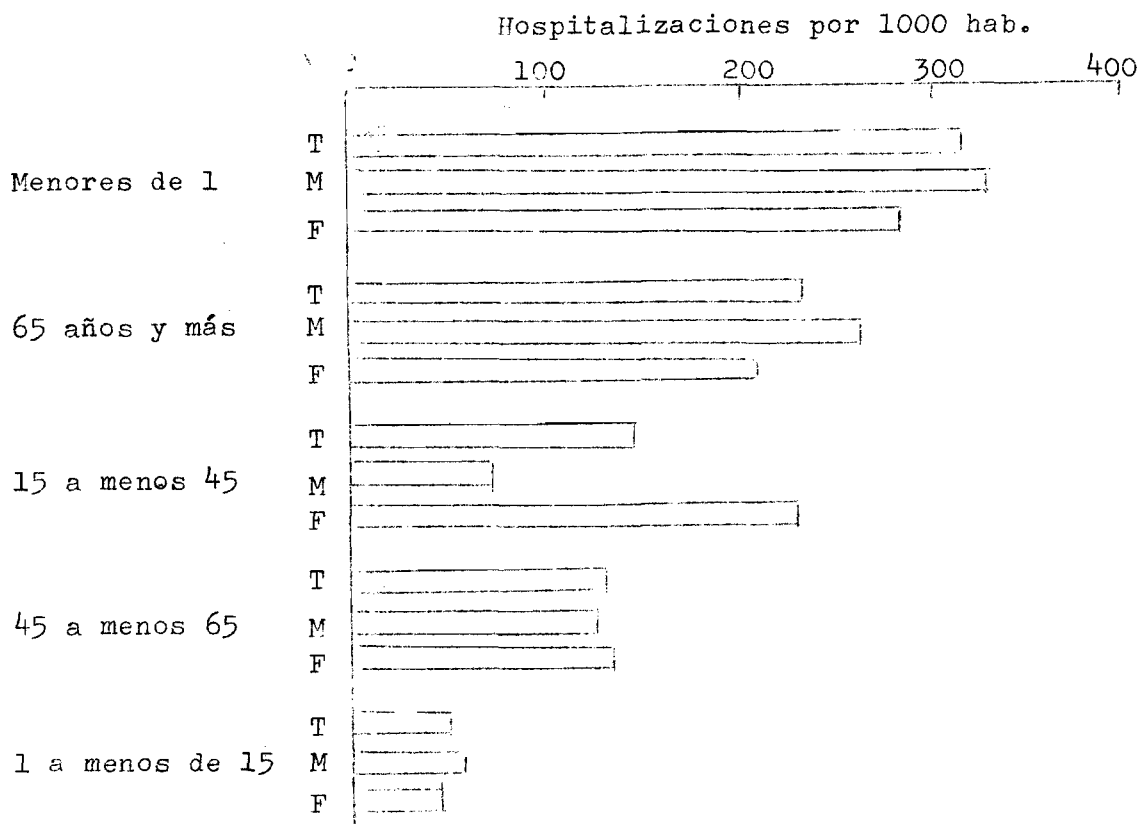 Hospitalizaciones por 1000 hab.
0 100 200 300 400
T
Menores de 1 M
F
T
65 años y más M
F
T
15 a menos 45 M
F
T
45 a menos 65 M
F
T
1 a menos de 15 M
F